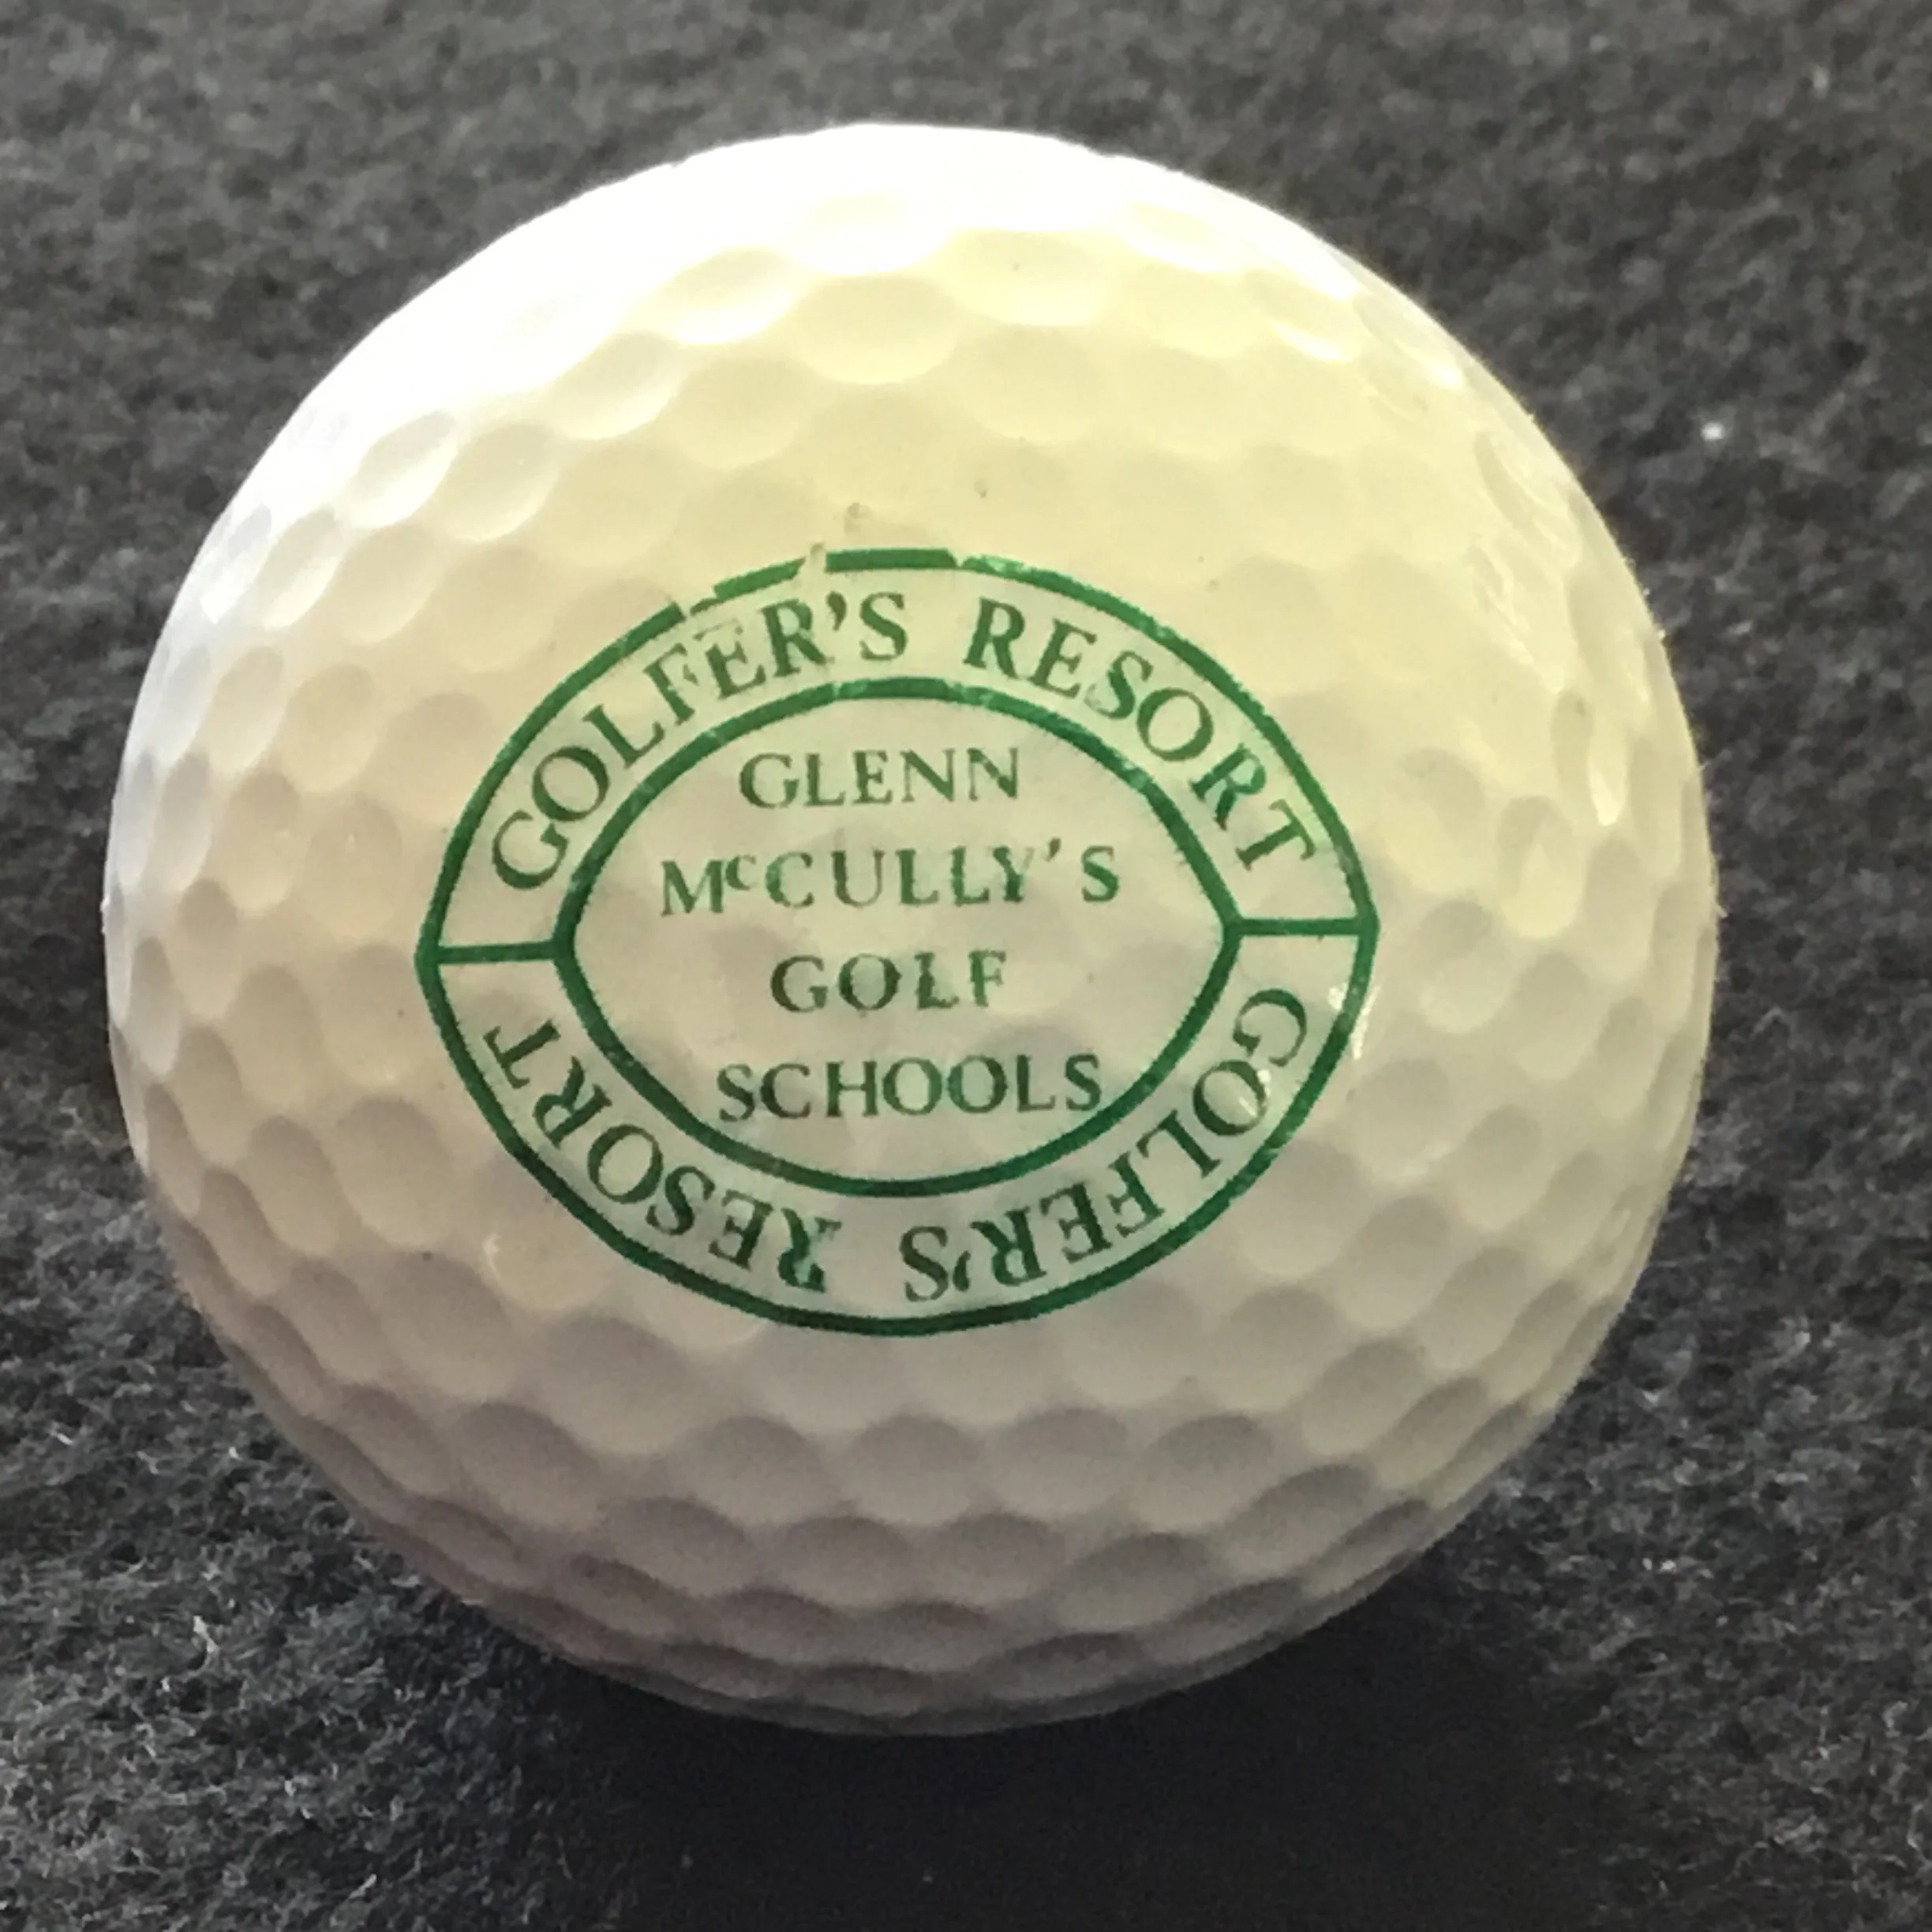 GOLFER'S RESORT
GLENN
McCULLY'S
GOLF
SCHOOLS
GOLFER'S RESORT